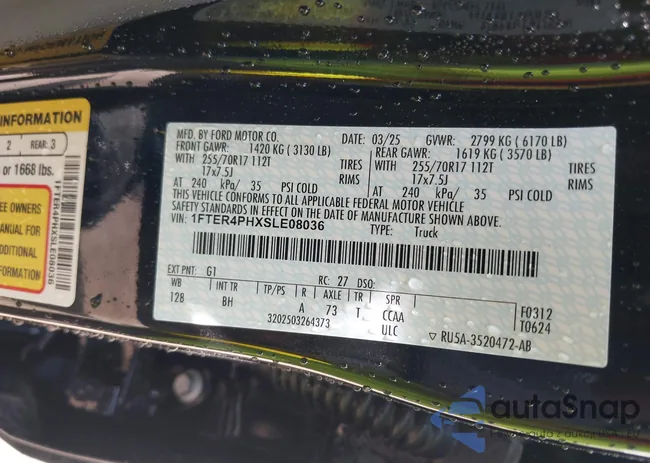 INFORMATION
2 REAR: 3
or 1668 lbs.
EE OWNERS
MANUAL FOR
ADDITIONAL
FORMATION
1FTER4PHXSLE08036
MFD. BY FORD MOTOR CO.
DATE: 03/25 GVWR: 2799 KG ( 6170 LB)
FRONT GAWR: 1420 KG ( 3130 LB)
REAR GAWR: 1619 KG ( 3570 LB)
WITH 255/70R17 112T TIRES
WITH 255/70R17 112T TIRES
17x7.5J RIMS
17x7.5J RIMS
AT 240 kPa/ 35 PSI COLD
AT 240 kPa/ 35 PSI COLD
THIS VEHICLE CONFORMS TO ALL APPLICABLE FEDERAL MOTOR VEHICLE
SAFETY STANDARDS IN EFFECT ON THE DATE OF MANUFACTURE SHOWN ABOVE.
VIN: 1FTER4PHXSLE08036
TYPE: Truck
EXT PNT: G1 RC: 27 DSO:
WB INT TR TP/PS R AXLE TR SPR
128 BH A 73 T CCAA
ULC
3202503264373
F0312
T0624
▽ RU5A-3520472-AB
autaSnap